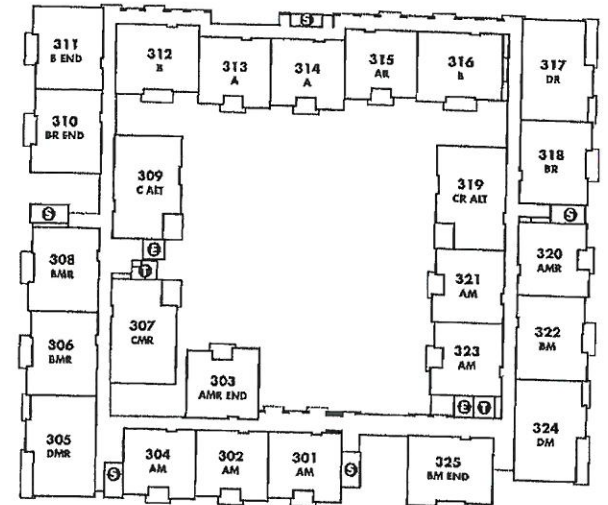 S
311
B END
312
B
313
A
314
A
315
AR
316
B
317
DR
310
BR END
309
C ALT
318
BR
319
CR ALT
S
S
E
T
308
BMR
320
AMR
321
AM
307
CMR
306
BMR
323
AM
322
BM
303
AMR END
E T
305
DMR
324
DM
S
304
AM
302
AM
301
AM
S
325
BM END